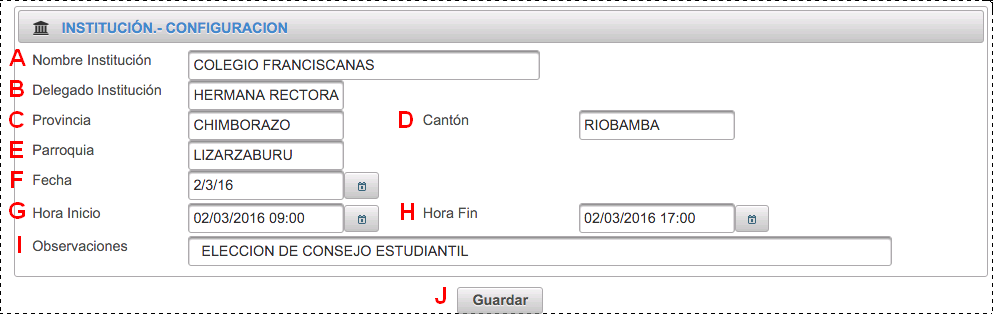 INSTITUCIÓN.- CONFIGURACION
A Nombre Institución COLEGIO FRANCISCANAS
B Delegado Institución HERMANA RECTORA
C Provincia CHIMBORAZO D Cantón RIOBAMBA
E Parroquia LIZARZABURU
F Fecha 2/3/16
G Hora Inicio 02/03/2016 09:00 H Hora Fin 02/03/2016 17:00
I Observaciones ELECCION DE CONSEJO ESTUDIANTIL
J Guardar